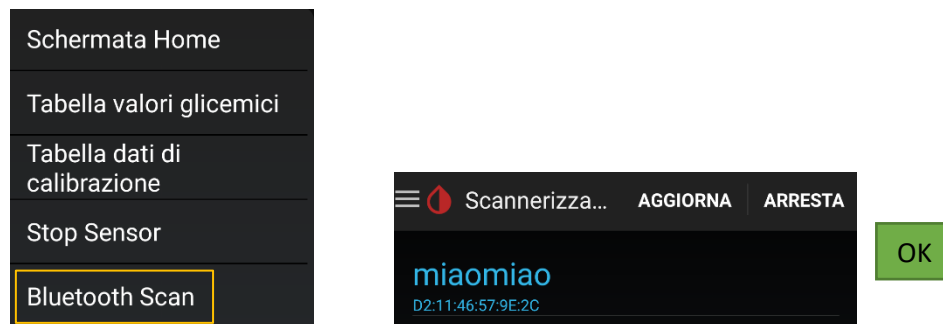 Schermata Home
Tabella valori glicemici
Tabella dati di
calibrazione
Stop Sensor
Bluetooth Scan
Scannerizza... AGGIORNA ARRESTA
miaomiao
D2:11:46:57:9E:2C
OK